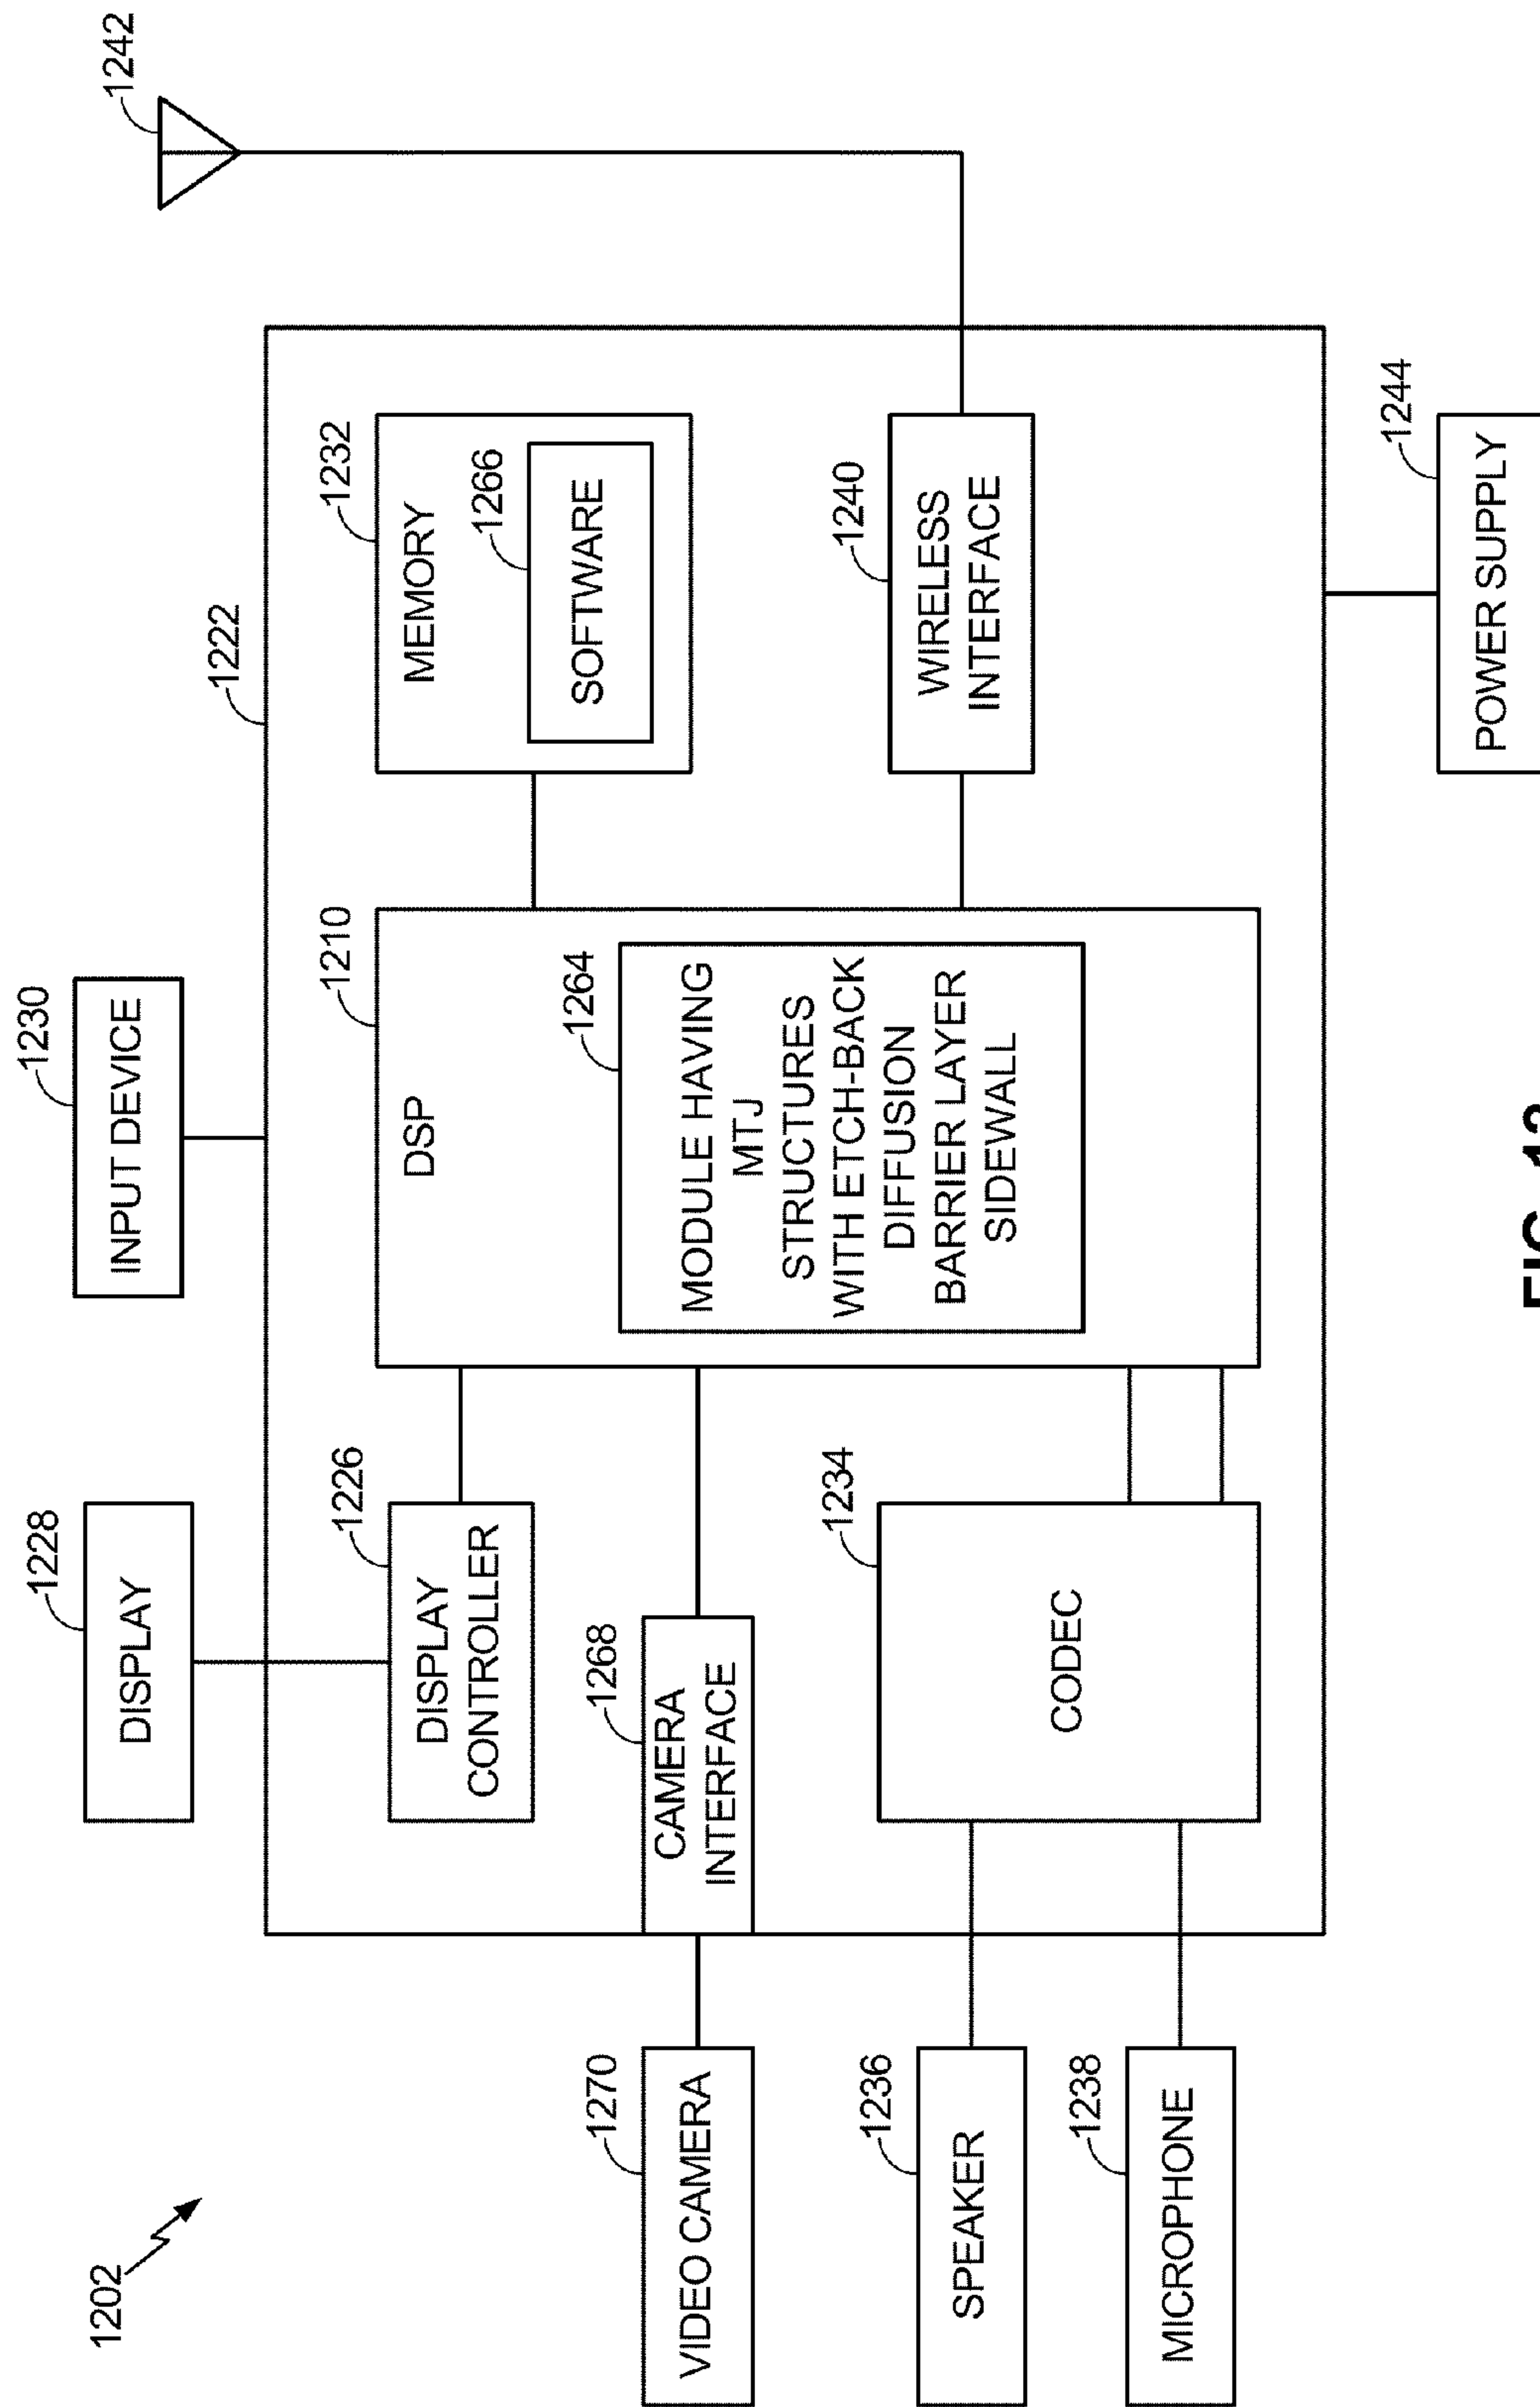 1202
1228
DISPLAY
1230
INPUT DEVICE
1242
1222
1226
DISPLAY
CONTROLLER
1210
DSP
1232
MEMORY
1266
SOFTWARE
1264
MODULE HAVING
MTJ
STRUCTURES
WITH ETCH-BACK
DIFFUSION
BARRIER LAYER
SIDEWALL
1270
VIDEO CAMERA
1268
CAMERA
INTERFACE
1236
SPEAKER
1234
CODEC
1240
WIRELESS
INTERFACE
1238
MICROPHONE
1244
POWER SUPPLY
FIG.